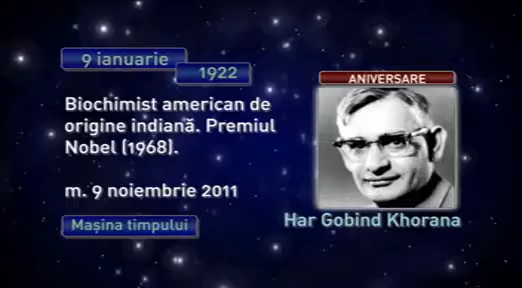 9 ianuarie
1922
Biochimist american de
origine indiană. Premiul
Nobel (1968).
m. 9 noiembrie 2011
Mașina timpului
ANIVERSARE
Har Gobind Khorana